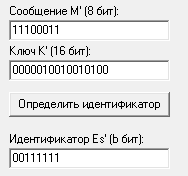 Сообщение M' (8 бит):
11100011
Ключ K' (16 бит):
0000010010010100
Определить идентификатор
Идентификатор Es' (b бит):
00111111